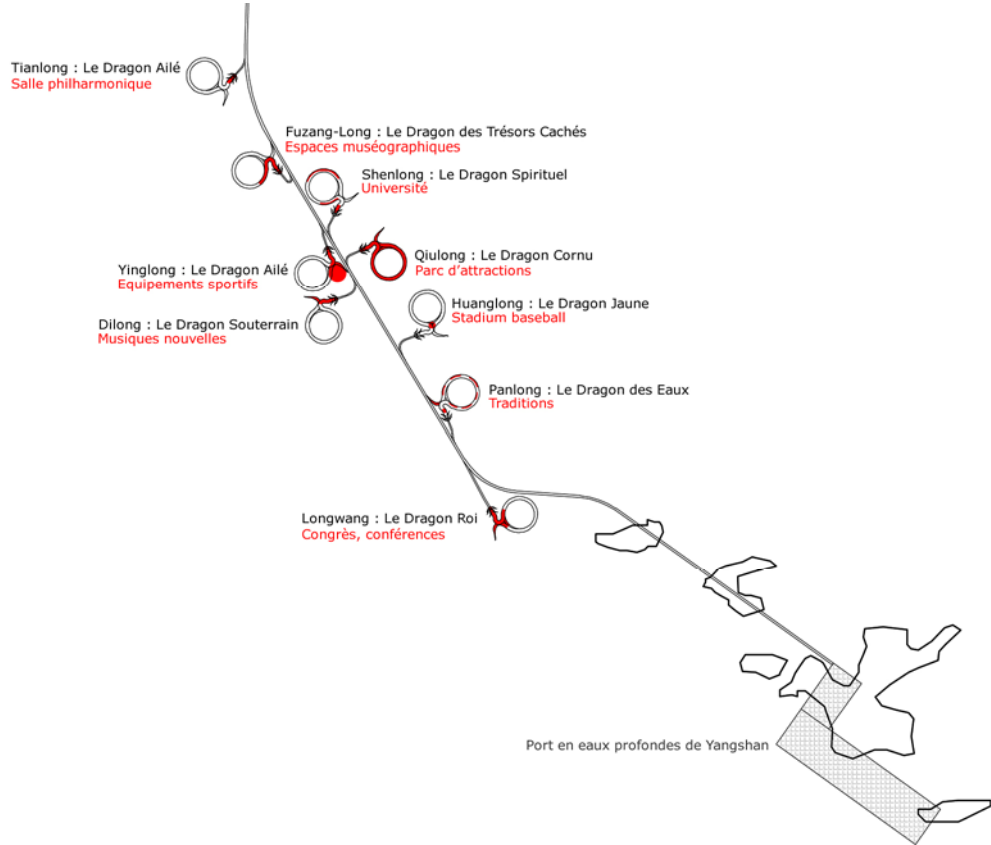 Tianlong : Le Dragon Ailé
Salle philharmonique
Fuzang-Long : Le Dragon des Trésors Cachés
Espaces muséographiques
Shenlong : Le Dragon Spirituel
Université
Qiulong : Le Dragon Cornu
Parc d'attractions
Yinglong : Le Dragon Ailé
Equipements sportifs
Huanglong : Le Dragon Jaune
Stadium baseball
Dilong : Le Dragon Souterrain
Musiques nouvelles
Panlong : Le Dragon des Eaux
Traditions
Longwang : Le Dragon Roi
Congrès, conférences
Port en eaux profondes de Yangshan